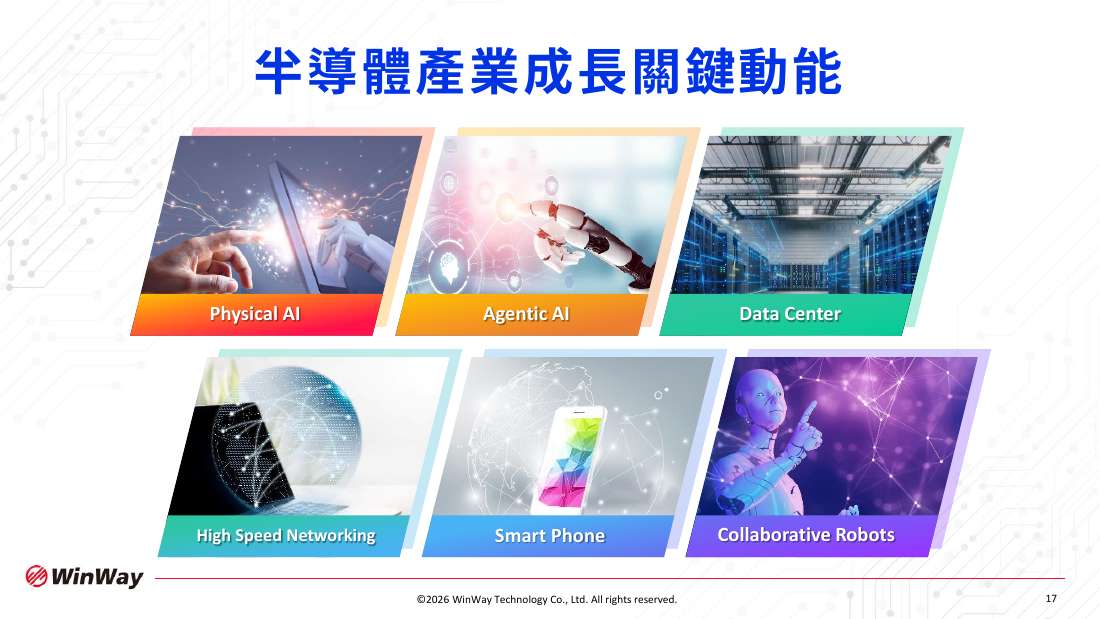 半導體產業成長關鍵動能
Physical AI
Agentic AI
Data Center
High Speed Networking
Smart Phone
Collaborative Robots
WinWay
©2026 WinWay Technology Co., Ltd. All rights reserved.
17